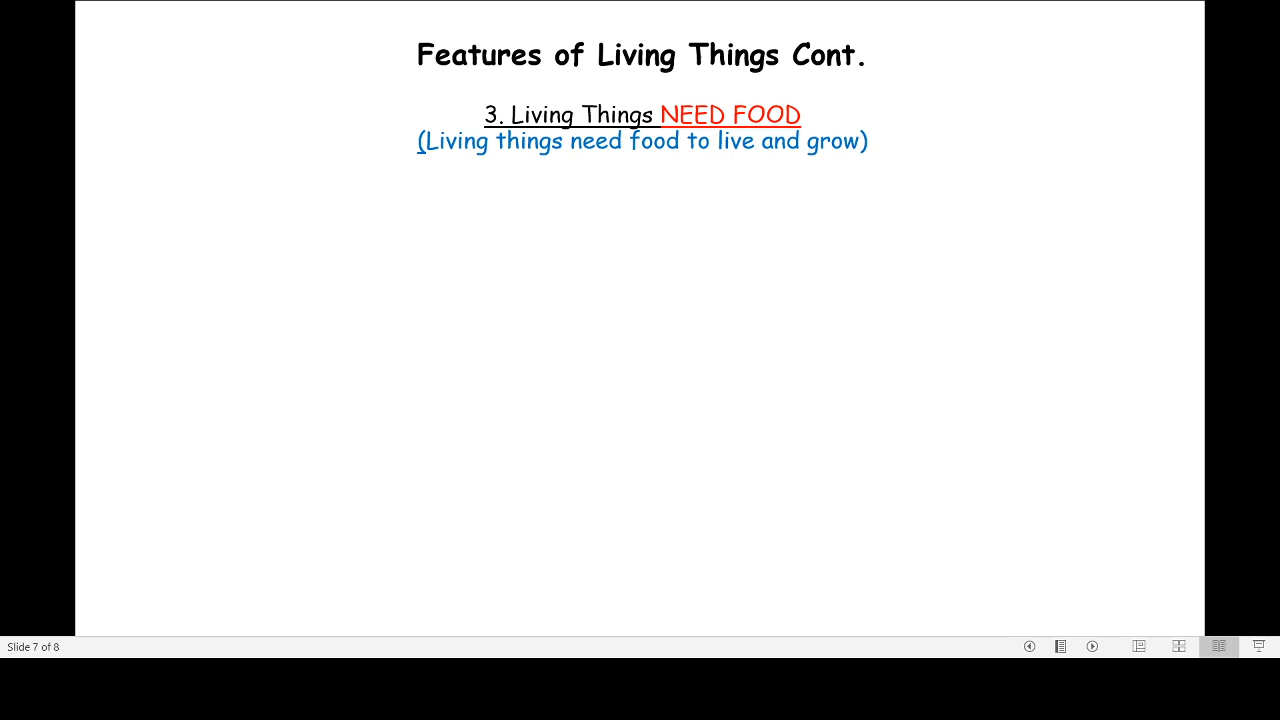 Features of Living Things Cont.
3. Living Things NEED FOOD
(Living things need food to live and grow)
Slide 7 of 8